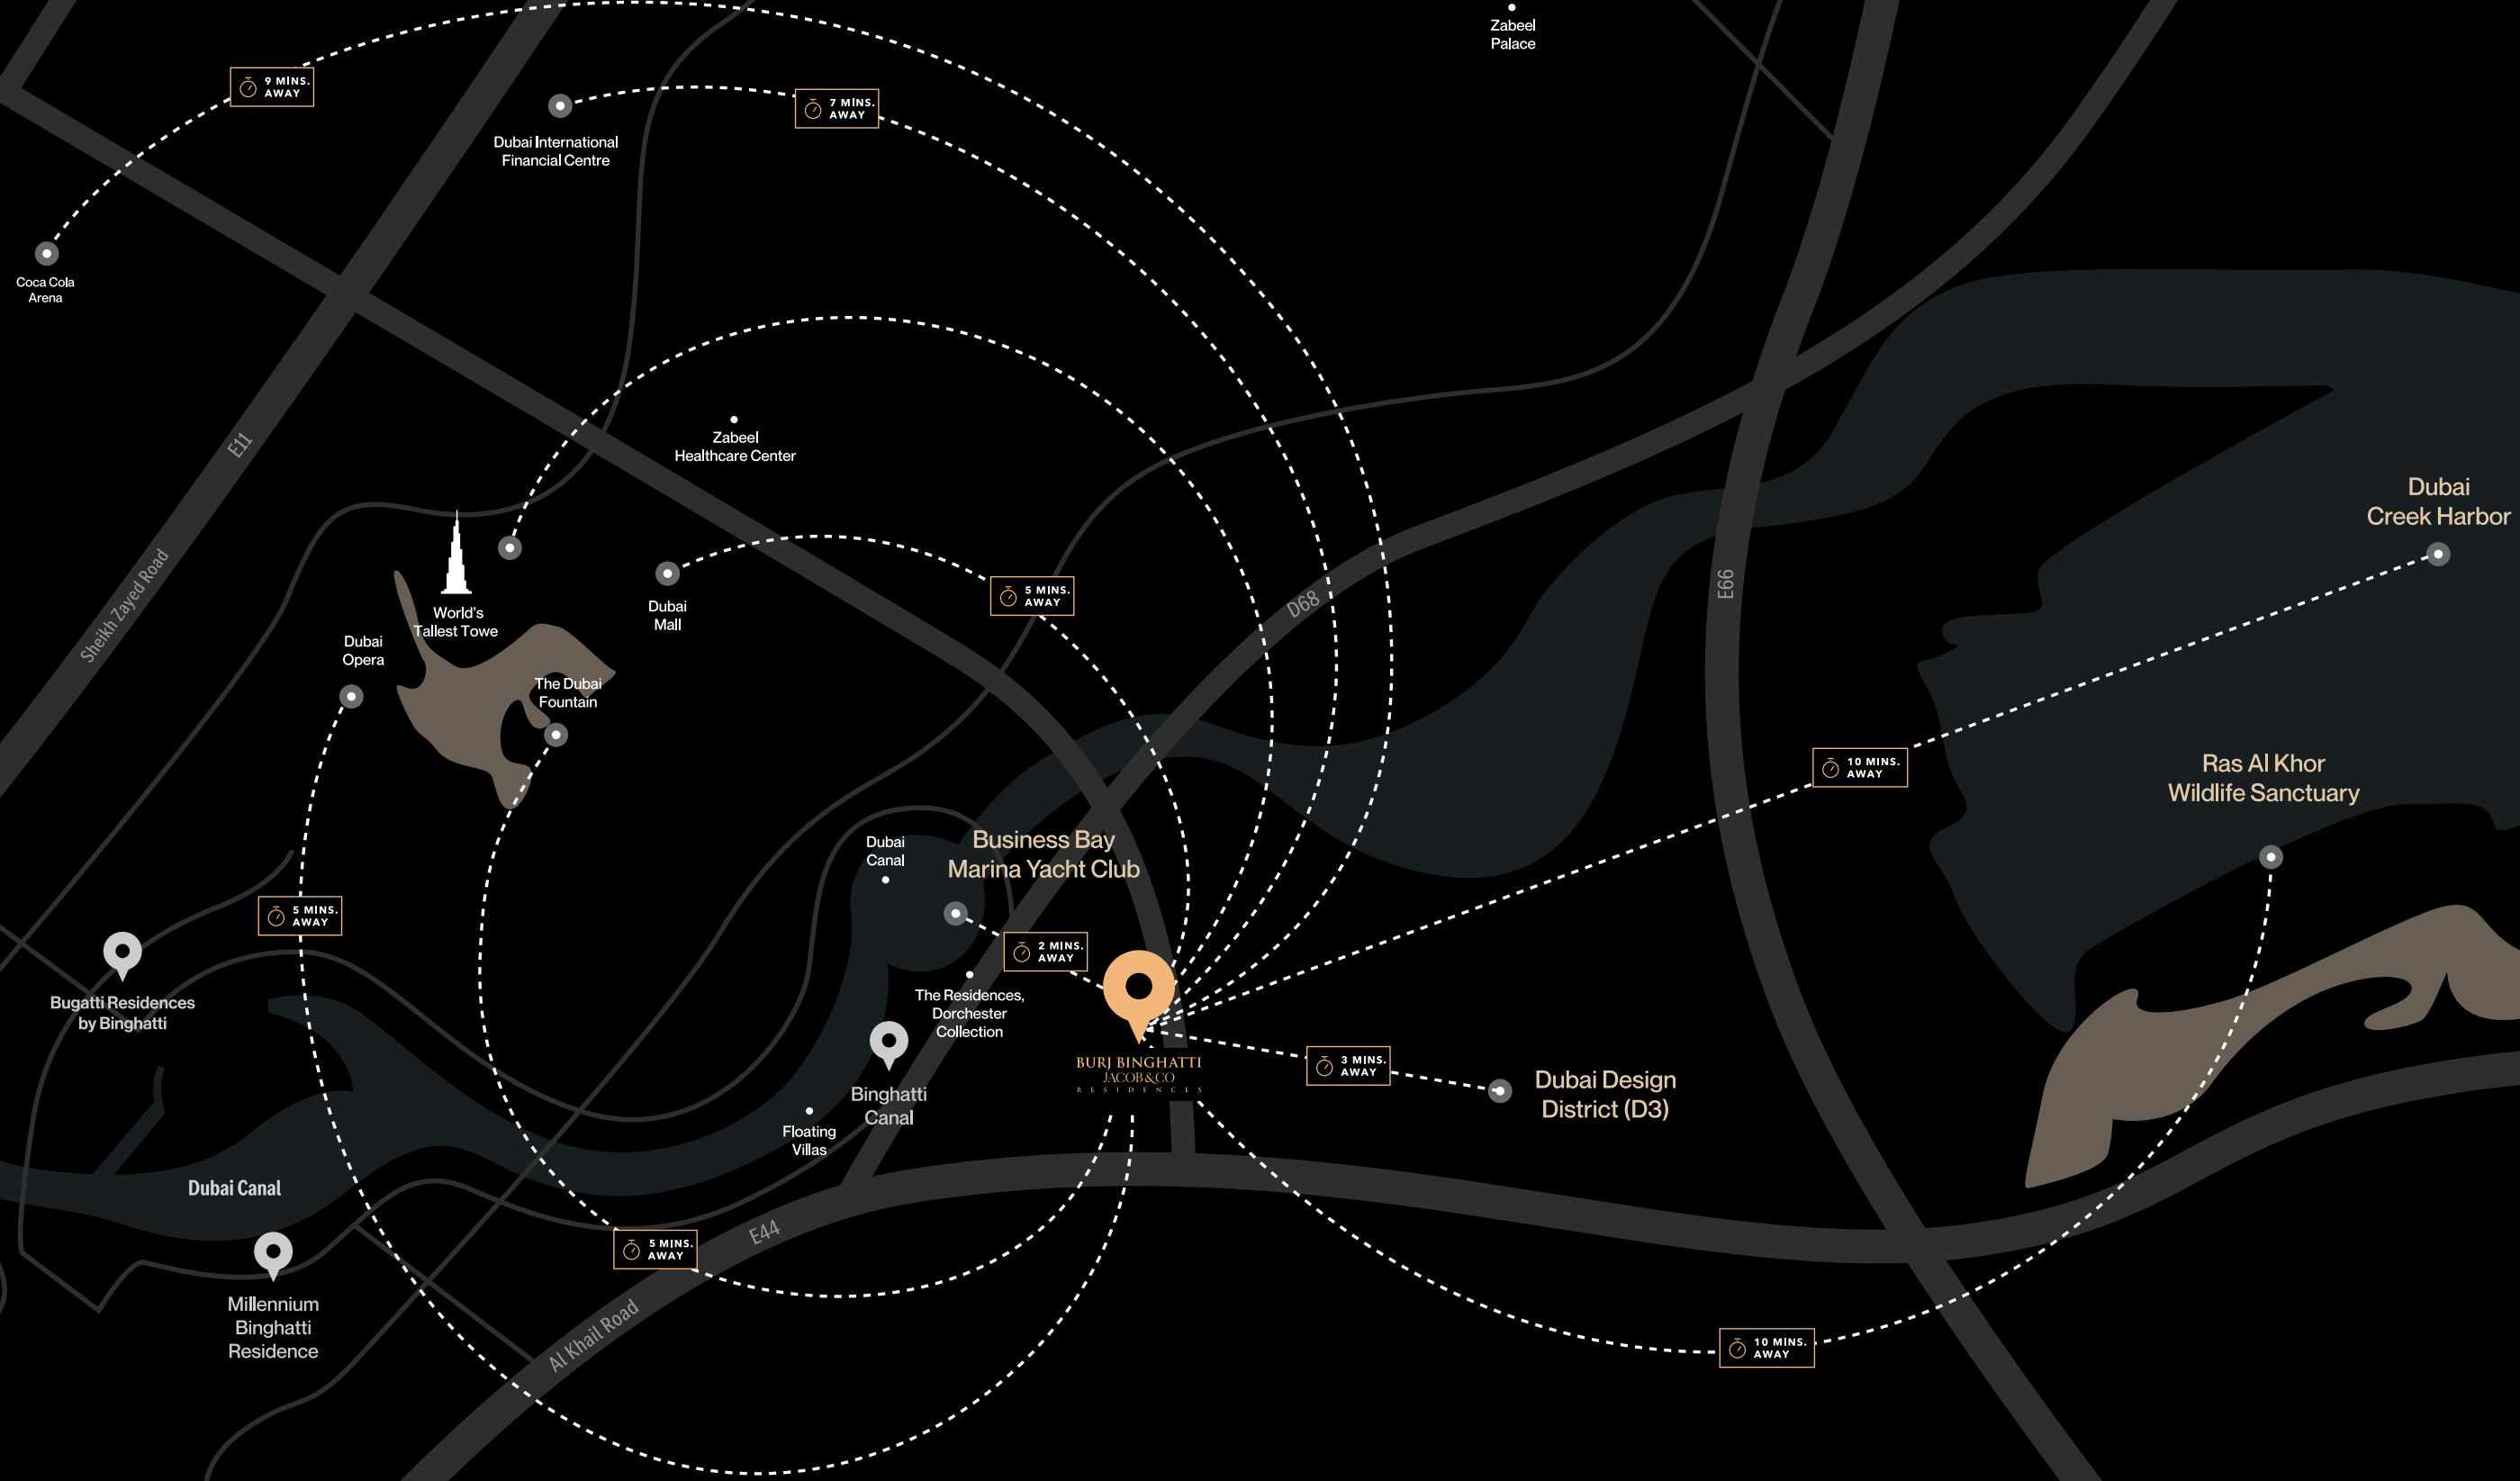 Zabeel
Palace
9 MINS.
AWAY
7 MINS.
AWAY
Dubai International
Financial Centre
Coca Cola
Arena
E11
Zabeel
Healthcare Center
Sheikh Zayed Road
World's
Tallest Towe
Dubai
Mall
5 MINS.
AWAY
D68
E66
Dubai
Creek Harbor
Dubai
Opera
The Dubai
Fountain
10 MINS.
AWAY
Ras Al Khor
Wildlife Sanctuary
Dubai
Canal
Business Bay
Marina Yacht Club
5 MINS.
AWAY
2 MINS.
AWAY
Bugatti Residences
by Binghatti
The Residences,
Dorchester
Collection
BURJ BINGHATTI
JACOB&CO
RESIDENCES
3 MINS.
AWAY
Dubai Design
District (D3)
Binghatti
Canal
Floating
Villas
Dubai Canal
5 MINS.
AWAY
E44
Millennium
Binghatti
Residence
Al Khail Road
10 MINS.
AWAY